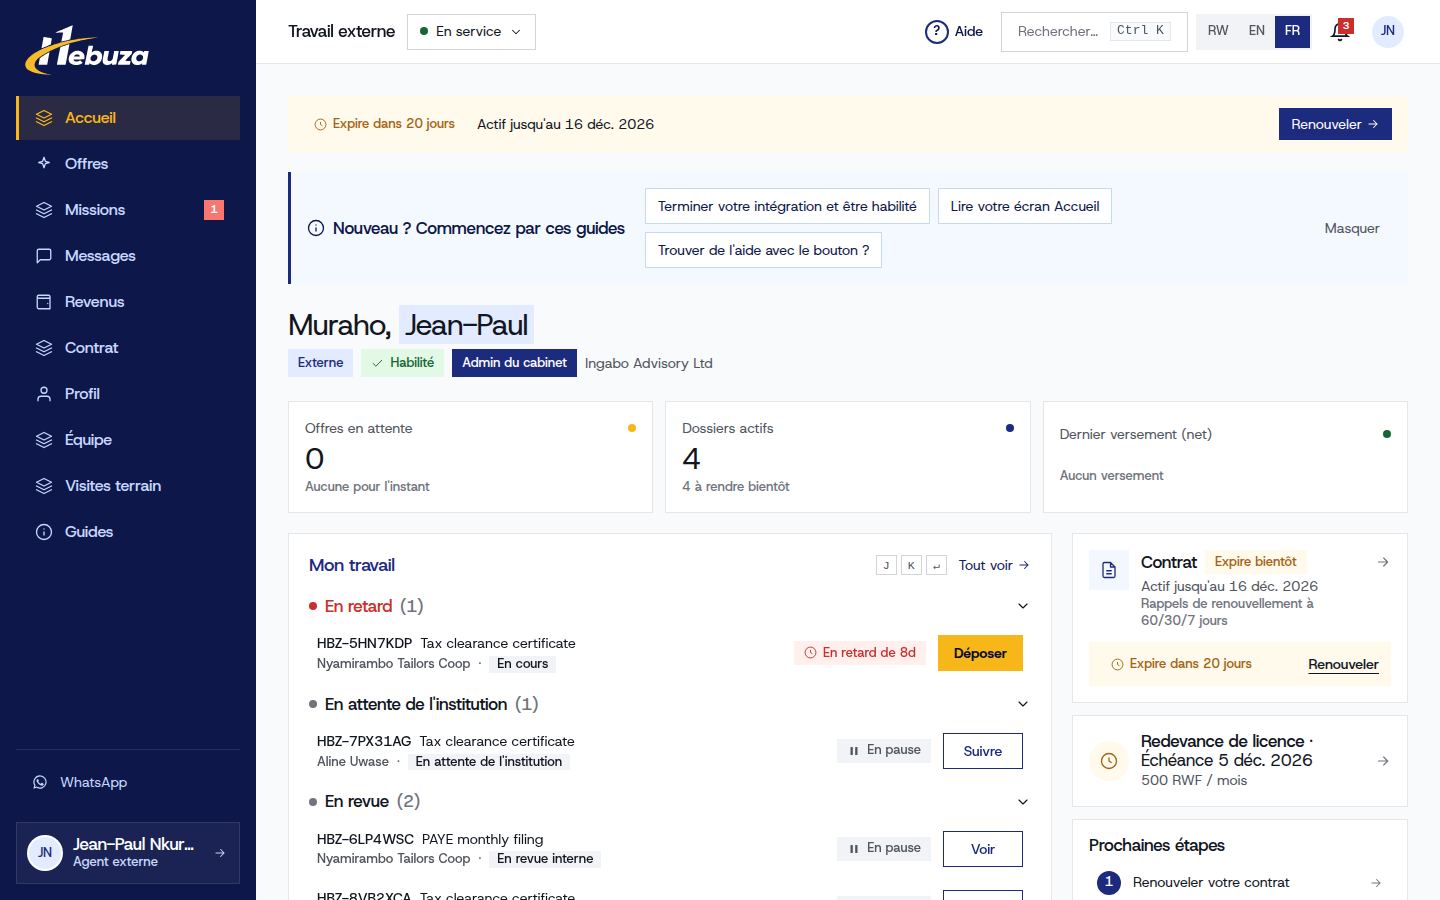 Hebuza
Accueil
Offres
Missions
1
Messages
Revenus
Contrat
Profil
Équipe
Visites terrain
Guides
WhatsApp
JN
Jean-Paul Nkur...
Agent externe
Travail externe
En service
? Aide
Rechercher... Ctrl K
RW EN FR
3
JN
Expire dans 20 jours
Actif jusqu'au 16 déc. 2026
Renouveler
Nouveau ? Commencez par ces guides
Terminer votre intégration et être habilité
Lire votre écran Accueil
Trouver de l'aide avec le bouton ?
Masquer
Muraho, Jean-Paul
Externe
Habilité
Admin du cabinet
Ingabo Advisory Ltd
Offres en attente
0
Aucune pour l'instant
Dossiers actifs
4
4 à rendre bientôt
Dernier versement (net)
Aucun versement
Mon travail
J K ↵
Tout voir →
En retard (1)
HBZ-5HN7KDP Tax clearance certificate
Nyamirambo Tailors Coop · En cours
En retard de 8d
Déposer
En attente de l'institution (1)
HBZ-7PX31AG Tax clearance certificate
Aline Uwase · En attente de l'institution
En pause
Suivre
En revue (2)
HBZ-6LP4WSC PAYE monthly filing
Nyamirambo Tailors Coop · En revue interne
En pause
Voir
HBZ-8VB2XCA Tax clearance certificate
Contrat
Expire bientôt
Actif jusqu'au 16 déc. 2026
Rappels de renouvellement à
60/30/7 jours
Expire dans 20 jours
Renouveler
Redevance de licence ·
Échéance 5 déc. 2026
500 RWF / mois
Prochaines étapes
1 Renouveler votre contrat